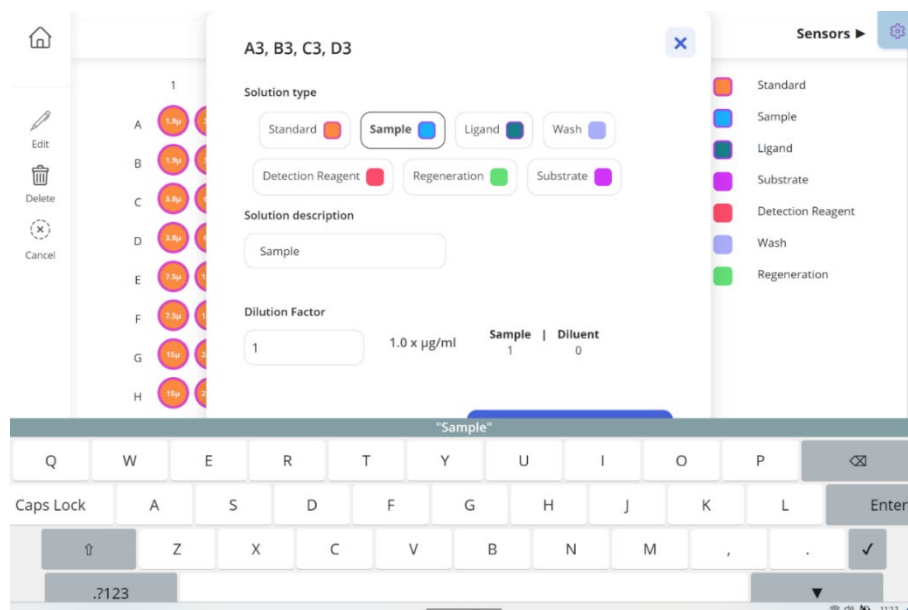 A3, B3, C3, D3
Sensors ►
Solution type
Standard
Sample
Ligand
Wash
Detection Reagent
Regeneration
Substrate
Solution description
Sample
Dilution Factor
1
1.0 x µg/ml
Sample | Diluent
1 0
Edit
Delete
Cancel
1
A 1.9µ
B 1.9µ
C 3.8µ
D 3.8µ
E 7.5µ
F 7.5µ
G 15µ
H 15µ
Standard
Sample
Ligand
Substrate
Detection Reagent
Wash
Regeneration
"Sample"
Q W E R T Y U I O P
Caps Lock A S D F G H J K L Enter
Z X C V B N M , .
.?123